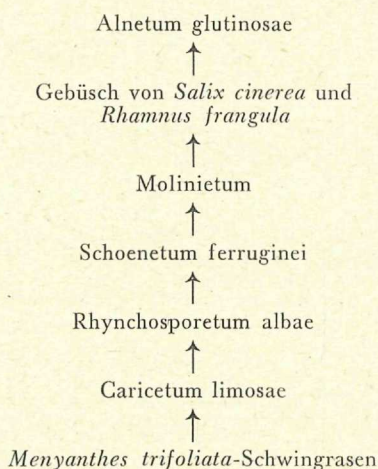 Alnetum glutinosae
Gebüsch von Salix cinerea und
Rhamnus frangula
Molinietum
Schoenetum ferruginei
Rhynchosporetum albae
Caricetum limosae
Menyanthes trifoliata-Schwingrasen